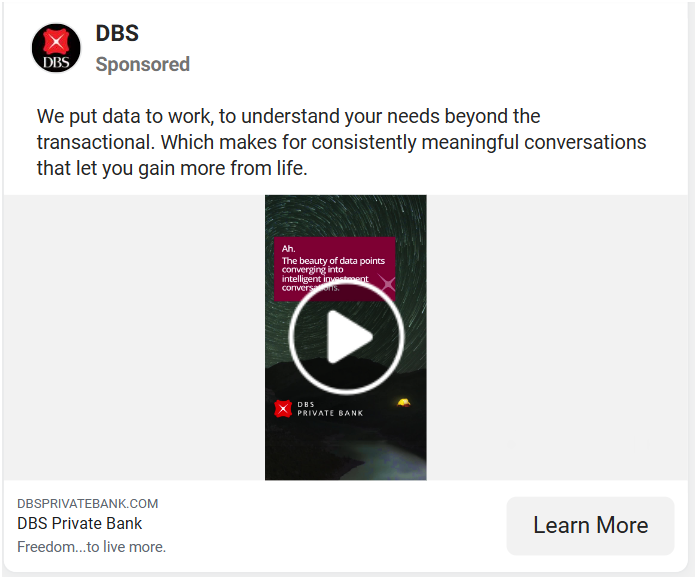 DBS
DBS
Sponsored
We put data to work, to understand your needs beyond the
transactional. Which makes for consistently meaningful conversations
that let you gain more from life.
Ah.
The beauty of data points
converging into
intelligent investment
conversations.
DBS
PRIVATE BANK
DBSPRIVATEBANK.COM
DBS Private Bank
Freedom...to live more.
Learn More